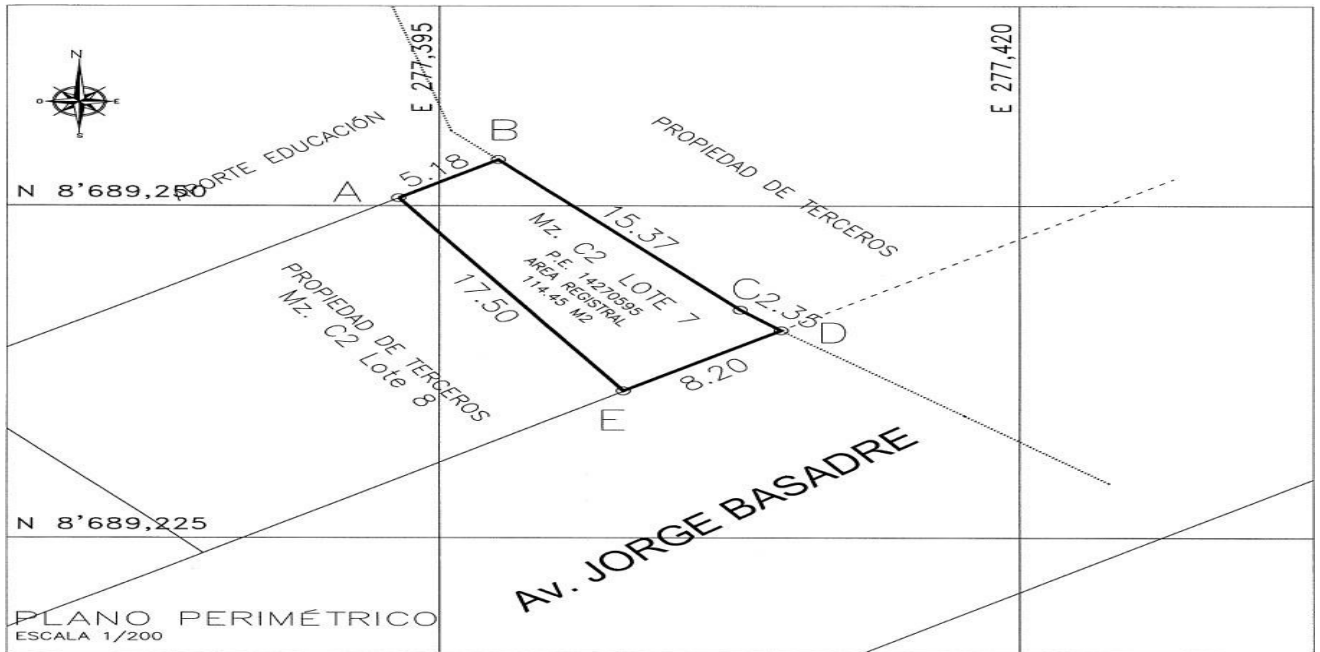 N
O
E
S
E 277,395
E 277,420
APORTE EDUCACIÓN
B
PROPIEDAD DE TERCEROS
N 8'689,250
A
5.18
15.37
Mz. C2 LOTE 7
P.E. 14270595
AREA REGISTRAL
114.45 M2
17.50
PROPIEDAD DE TERCEROS
Mz. C2 Lote 8
C
2.35
D
8.20
E
Av. JORGE BASADRE
N 8'689,225
PLANO PERIMÉTRICO
ESCALA 1/200